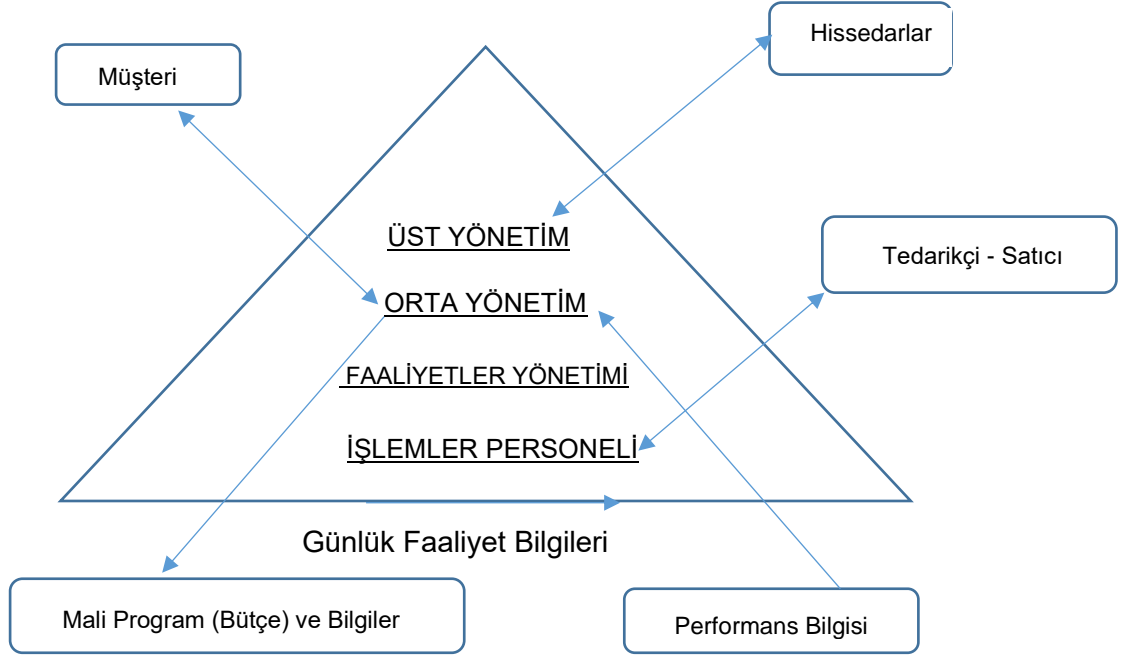 Hissedarlar
Müşteri
ÜST YÖNETİM
Tedarikçi - Satıcı
ORTA YÖNETİM
FAALİYETLER YÖNETİMİ
İŞLEMLER PERSONELİ
Günlük Faaliyet Bilgileri
Mali Program (Bütçe) ve Bilgiler
Performans Bilgisi